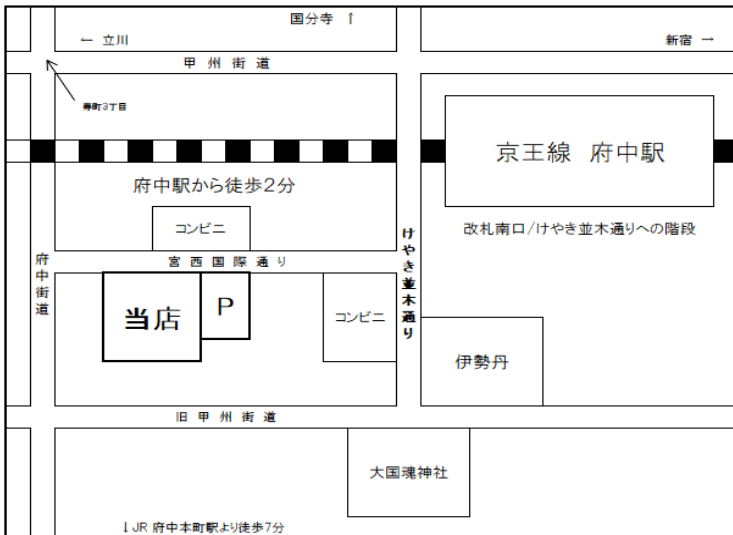 国分寺 ↑
← 立川
新宿 →
甲州街道
寿町3丁目
京王線 府中駅
府中駅から徒歩2分
コンビニ
改札南口/けやき並木通りへの階段
けやき並木通り
宮西国際通り
府中街道
当店
P
コンビニ
伊勢丹
旧甲州街道
大国魂神社
↓JR 府中本町駅より徒歩7分